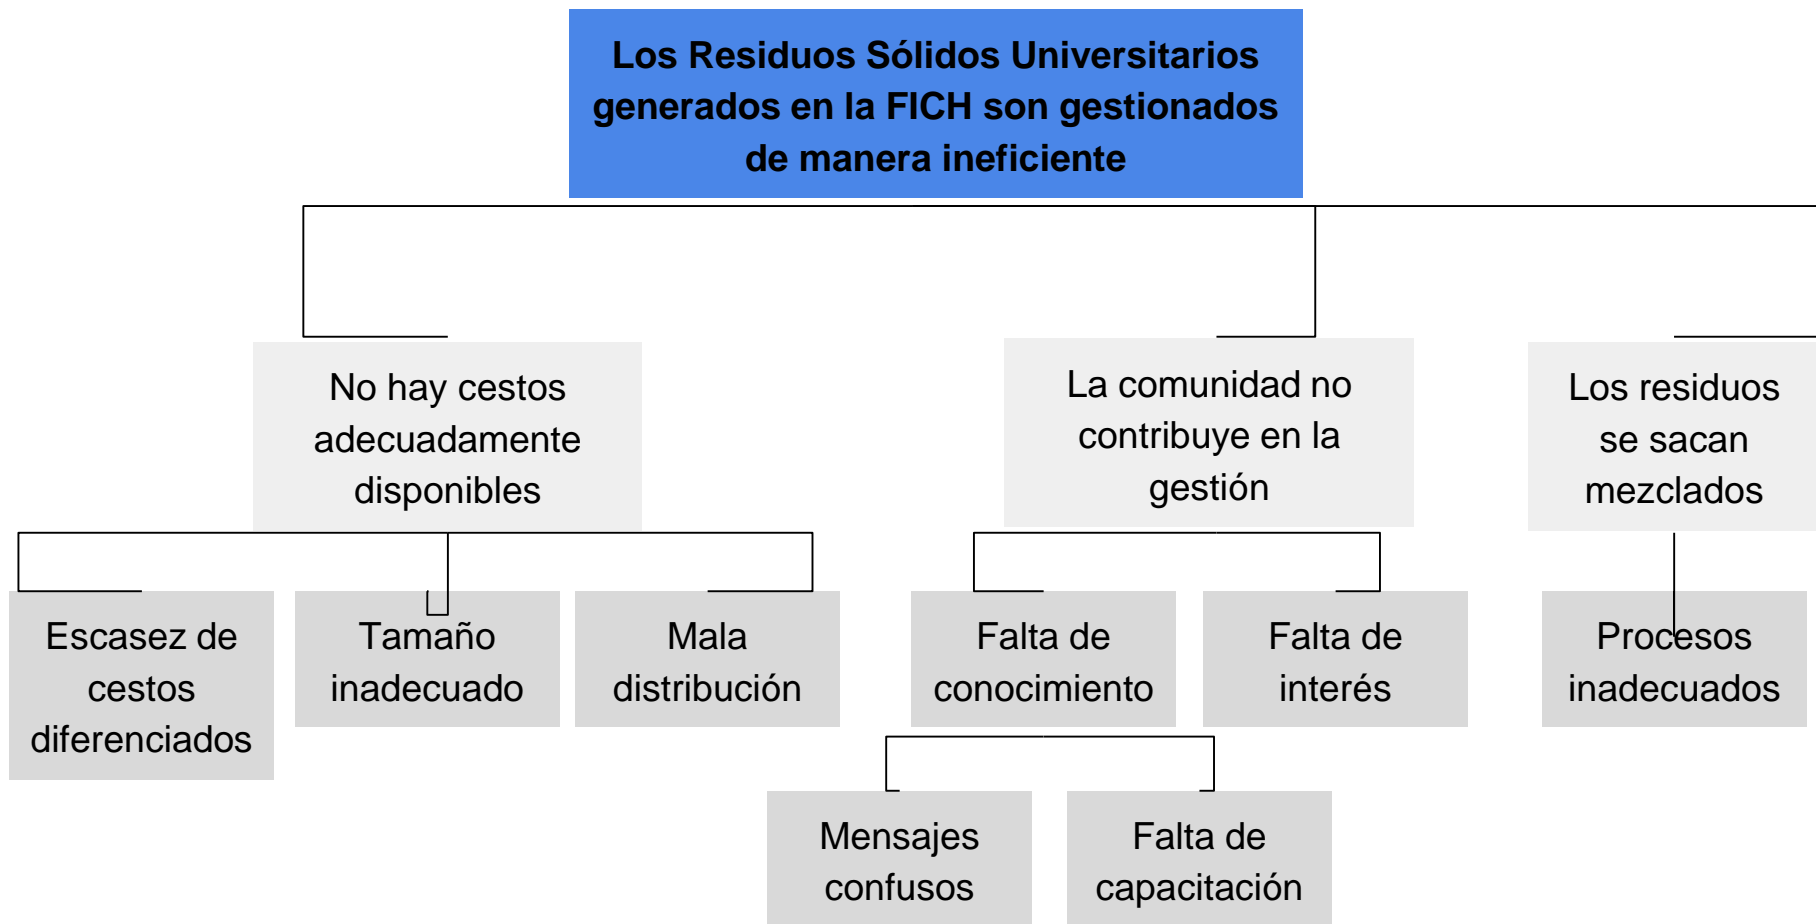 Los Residuos Sólidos Universitarios
generados en la FICH son gestionados
de manera ineficiente
No hay cestos
adecuadamente
disponibles
La comunidad no
contribuye en la
gestión
Los residuos
se sacan
mezclados
Escasez de
cestos
diferenciados
Tamaño
inadecuado
Mala
distribución
Falta de
conocimiento
Falta de
interés
Procesos
inadecuados
Mensajes
confusos
Falta de
capacitación